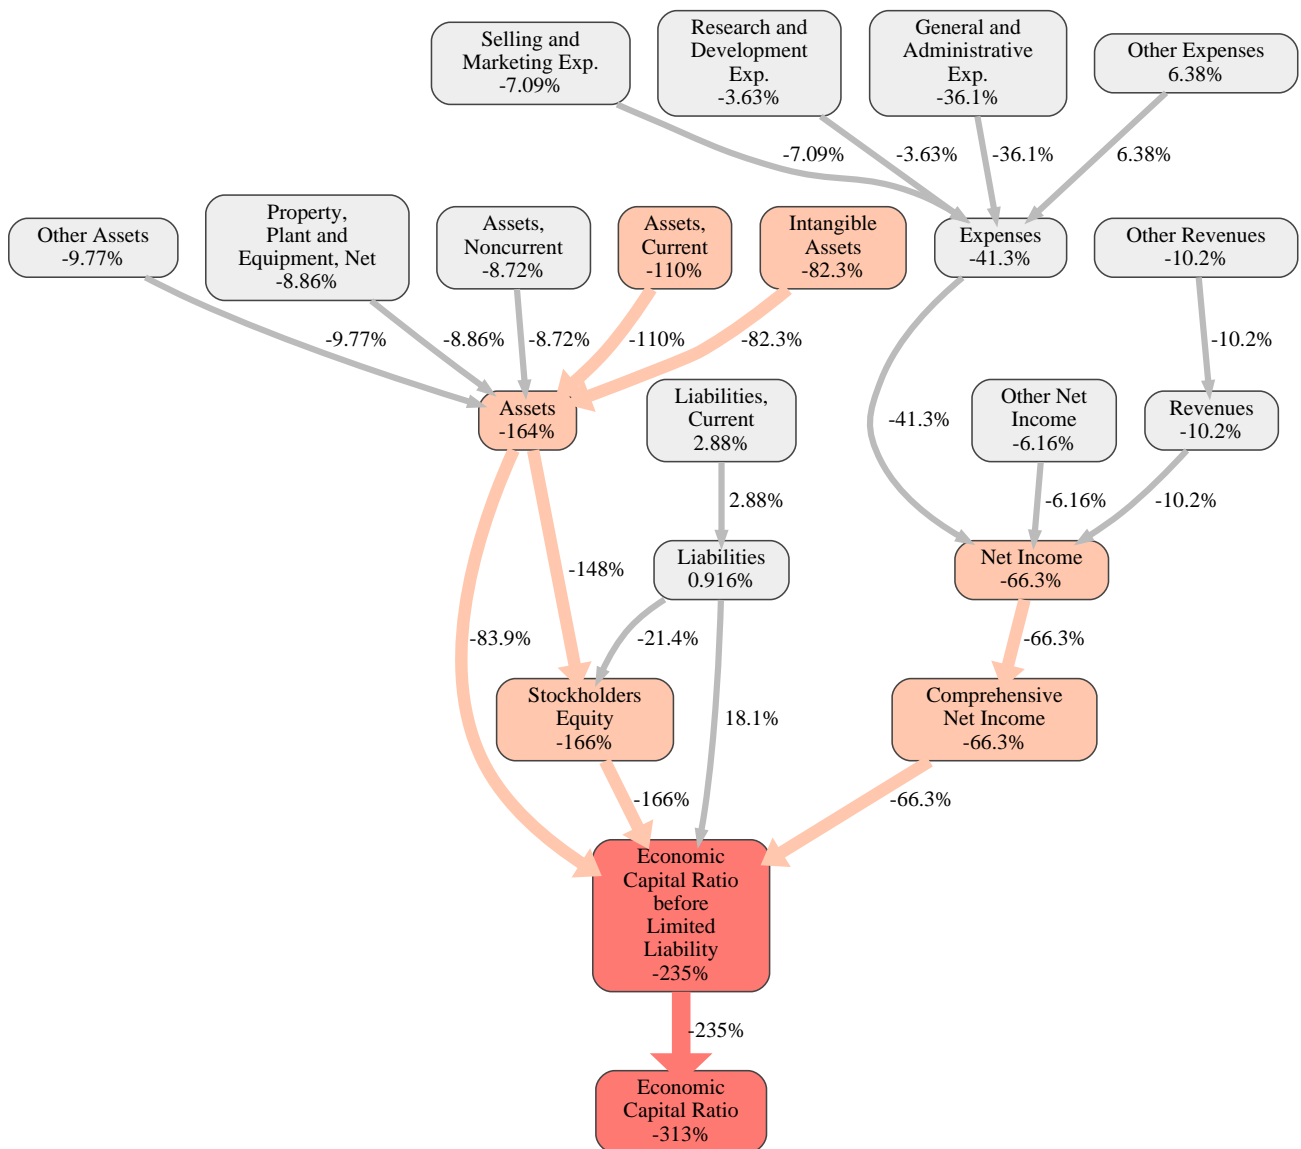 Selling and
Marketing Exp.
-7.09%
Research and
Development
Exp.
-3.63%
General and
Administrative
Exp.
-36.1%
Other Expenses
6.38%
-7.09%
-3.63%
-36.1%
6.38%
Other Assets
-9.77%
Property,
Plant and
Equipment, Net
-8.86%
Assets,
Noncurrent
-8.72%
Assets,
Current
-110%
Intangible
Assets
-82.3%
Expenses
-41.3%
Other Revenues
-10.2%
-9.77%
-8.86%
-8.72%
-110%
-82.3%
-10.2%
Assets
-164%
Liabilities,
Current
2.88%
-41.3%
Other Net
Income
-6.16%
Revenues
-10.2%
2.88%
-6.16%
-10.2%
-148%
Liabilities
0.916%
Net Income
-66.3%
-83.9%
-21.4%
-66.3%
Stockholders
Equity
-166%
18.1%
Comprehensive
Net Income
-66.3%
-166%
-66.3%
Economic
Capital Ratio
before
Limited
Liability
-235%
-235%
Economic
Capital Ratio
-313%